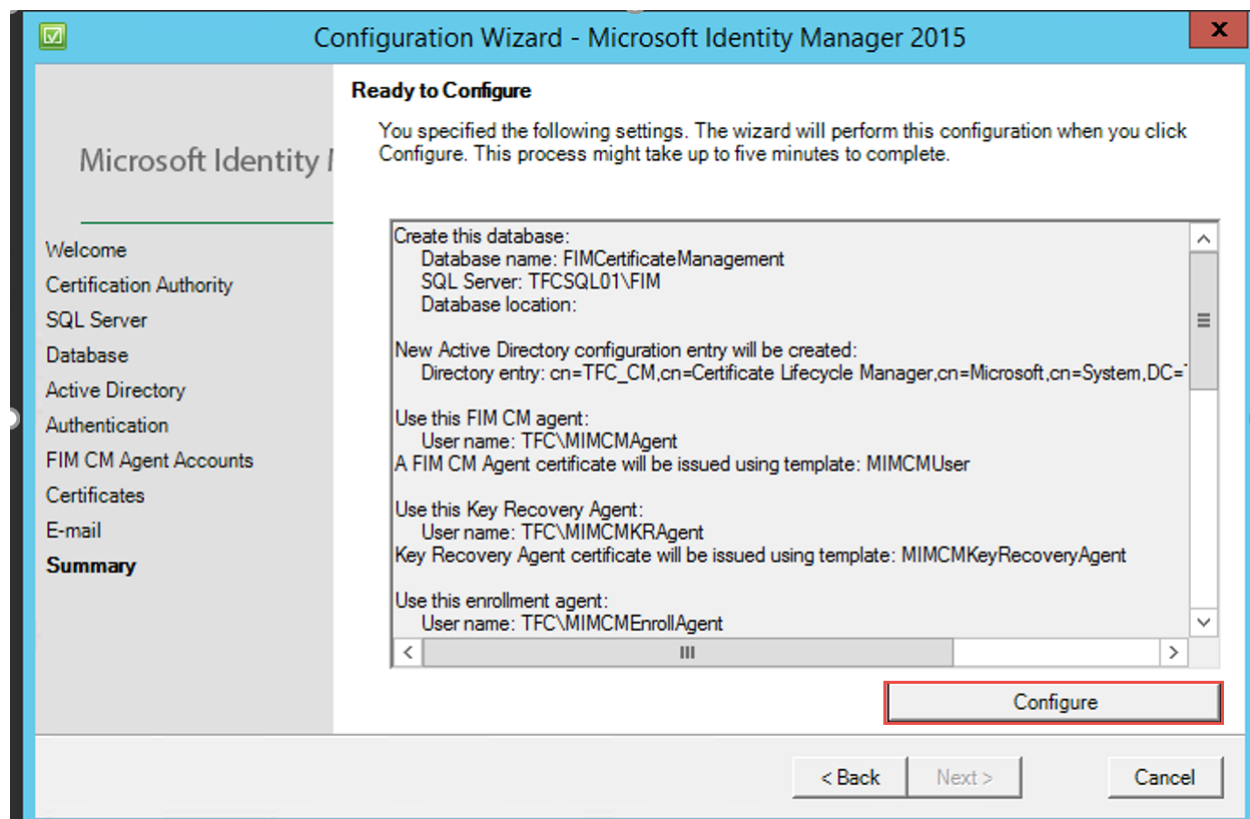 Configuration Wizard - Microsoft Identity Manager 2015
X
Microsoft Identity
Welcome
Certification Authority
SQL Server
Database
Active Directory
Authentication
FIM CM Agent Accounts
Certificates
E-mail
Summary
Ready to Configure
You specified the following settings. The wizard will perform this configuration when you click
Configure. This process might take up to five minutes to complete.
Create this database:
Database name: FIMCertificateManagement
SQL Server: TFCSQL01\FIM
Database location:
New Active Directory configuration entry will be created:
Directory entry: cn=TFC_CM,cn=Certificate Lifecycle Manager,cn=Microsoft,cn=System,DC=
Use this FIM CM agent:
User name: TFC\MIMCMAgent
A FIM CM Agent certificate will be issued using template: MIMCMUser
Use this Key Recovery Agent:
User name: TFC\MIMCMKRAgent
Key Recovery Agent certificate will be issued using template: MIMCMKeyRecoveryAgent
Use this enrollment agent:
User name: TFC\MIMCMEnrollAgent
Configure
< Back
Next >
Cancel